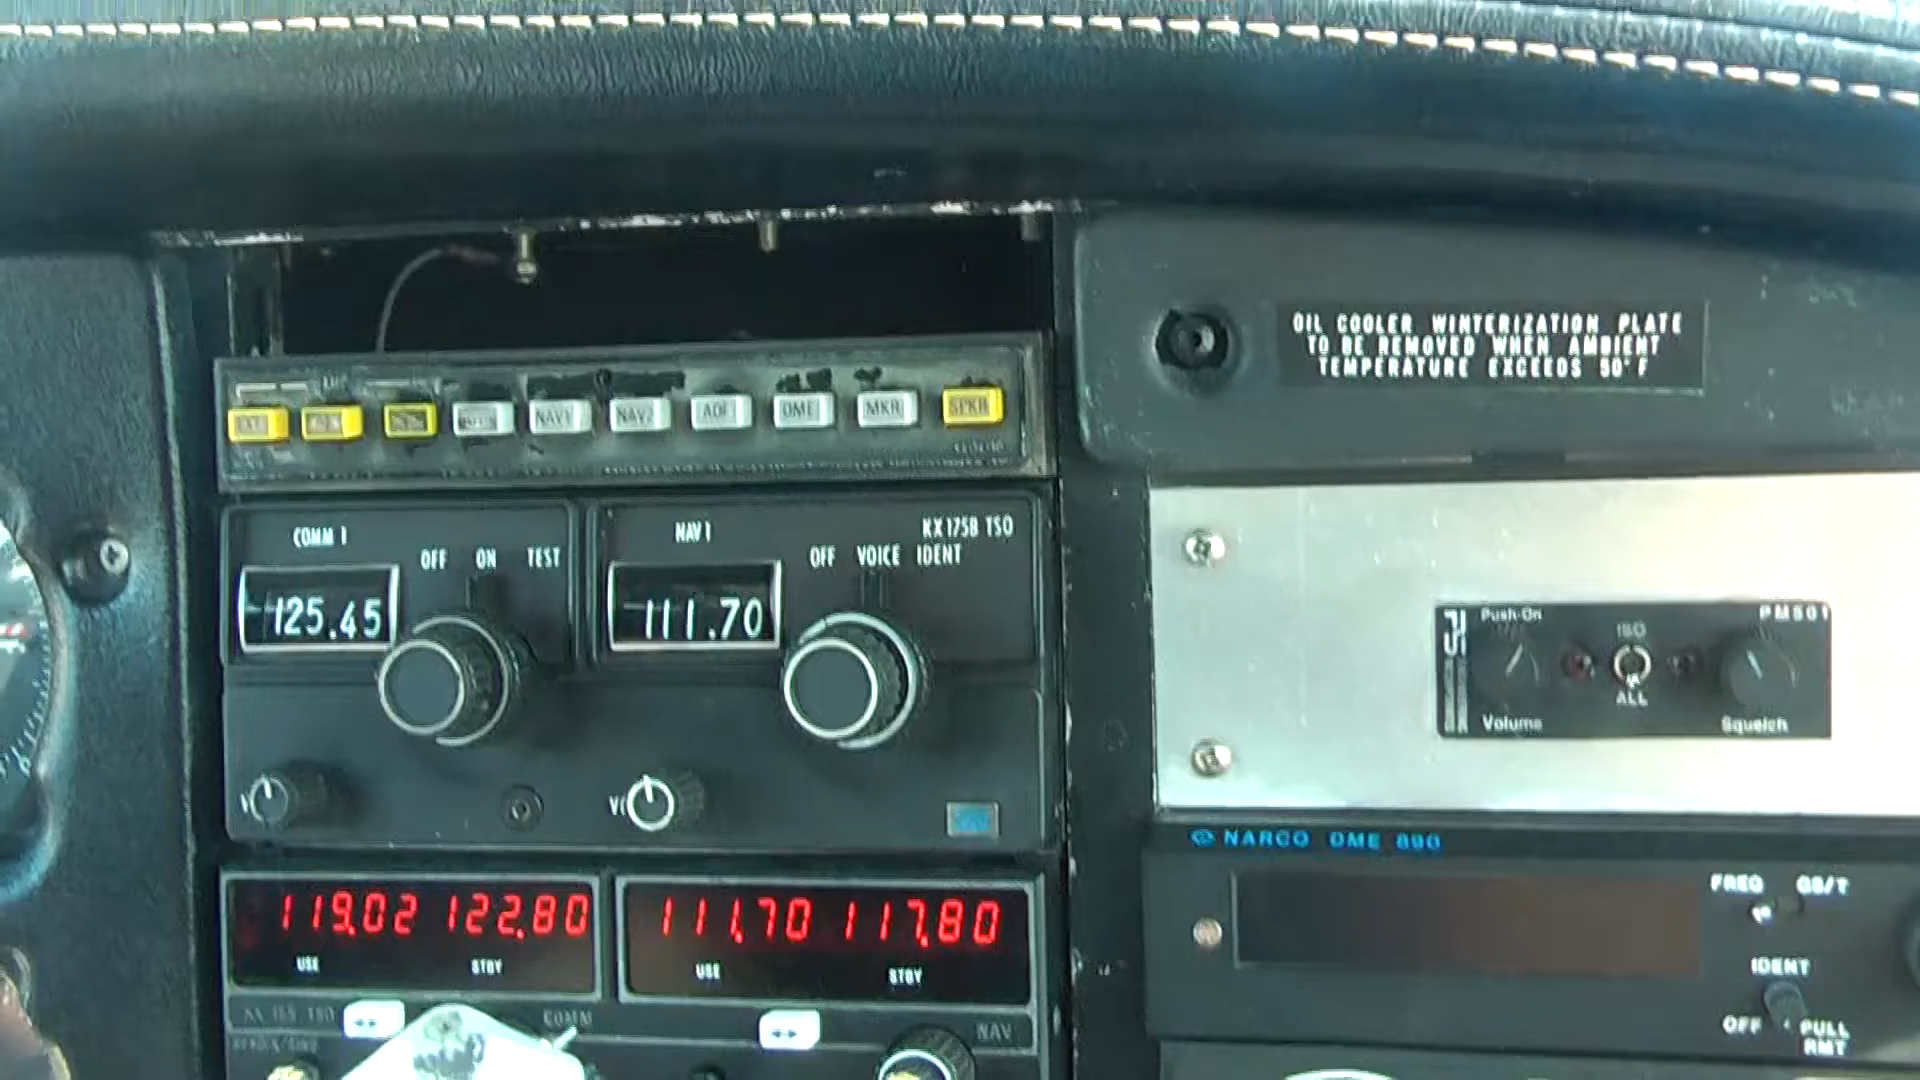 OIL COOLER WINTERIZATION PLATE
TO BE REMOVED WHEN AMBIENT
TEMPERATURE EXCEEDS 50° F
NAV1 NAV2 ADF DME MKR SPKR
COMM 1
OFF ON TEST
125.45
NAV 1
KX 175B TSO
OFF VOICE IDENT
111.70
Push-On
PM501
ISO
ALL
Volume
Squelch
NARCO DME 890
FREQ GS/T
IDENT
OFF PULL
RMT
119.02 122.80
USE STBY
111.70 117.80
USE STBY
KX 155 TSO
COMM
NAV